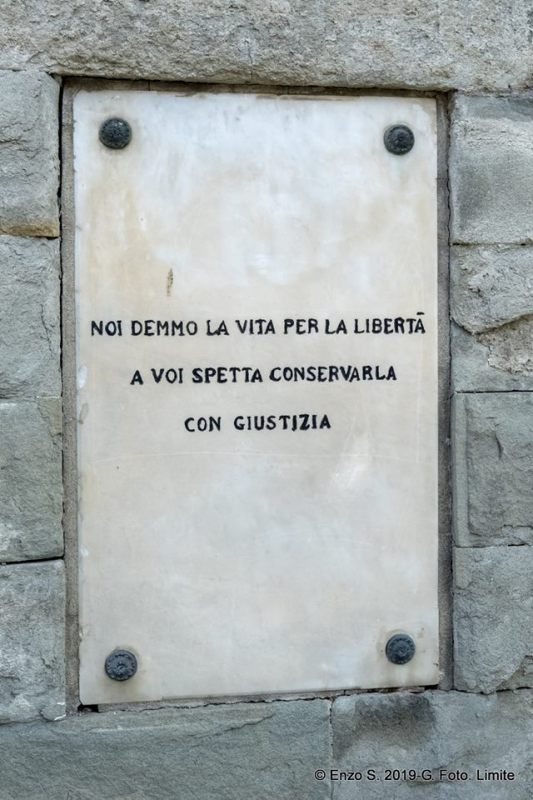 NOI DEMMO LA VITA PER LA LIBERTÀ
A VOI SPETTA CONSERVARLA
CON GIUSTIZIA
© Enzo S. 2019-G. Foto. Limite